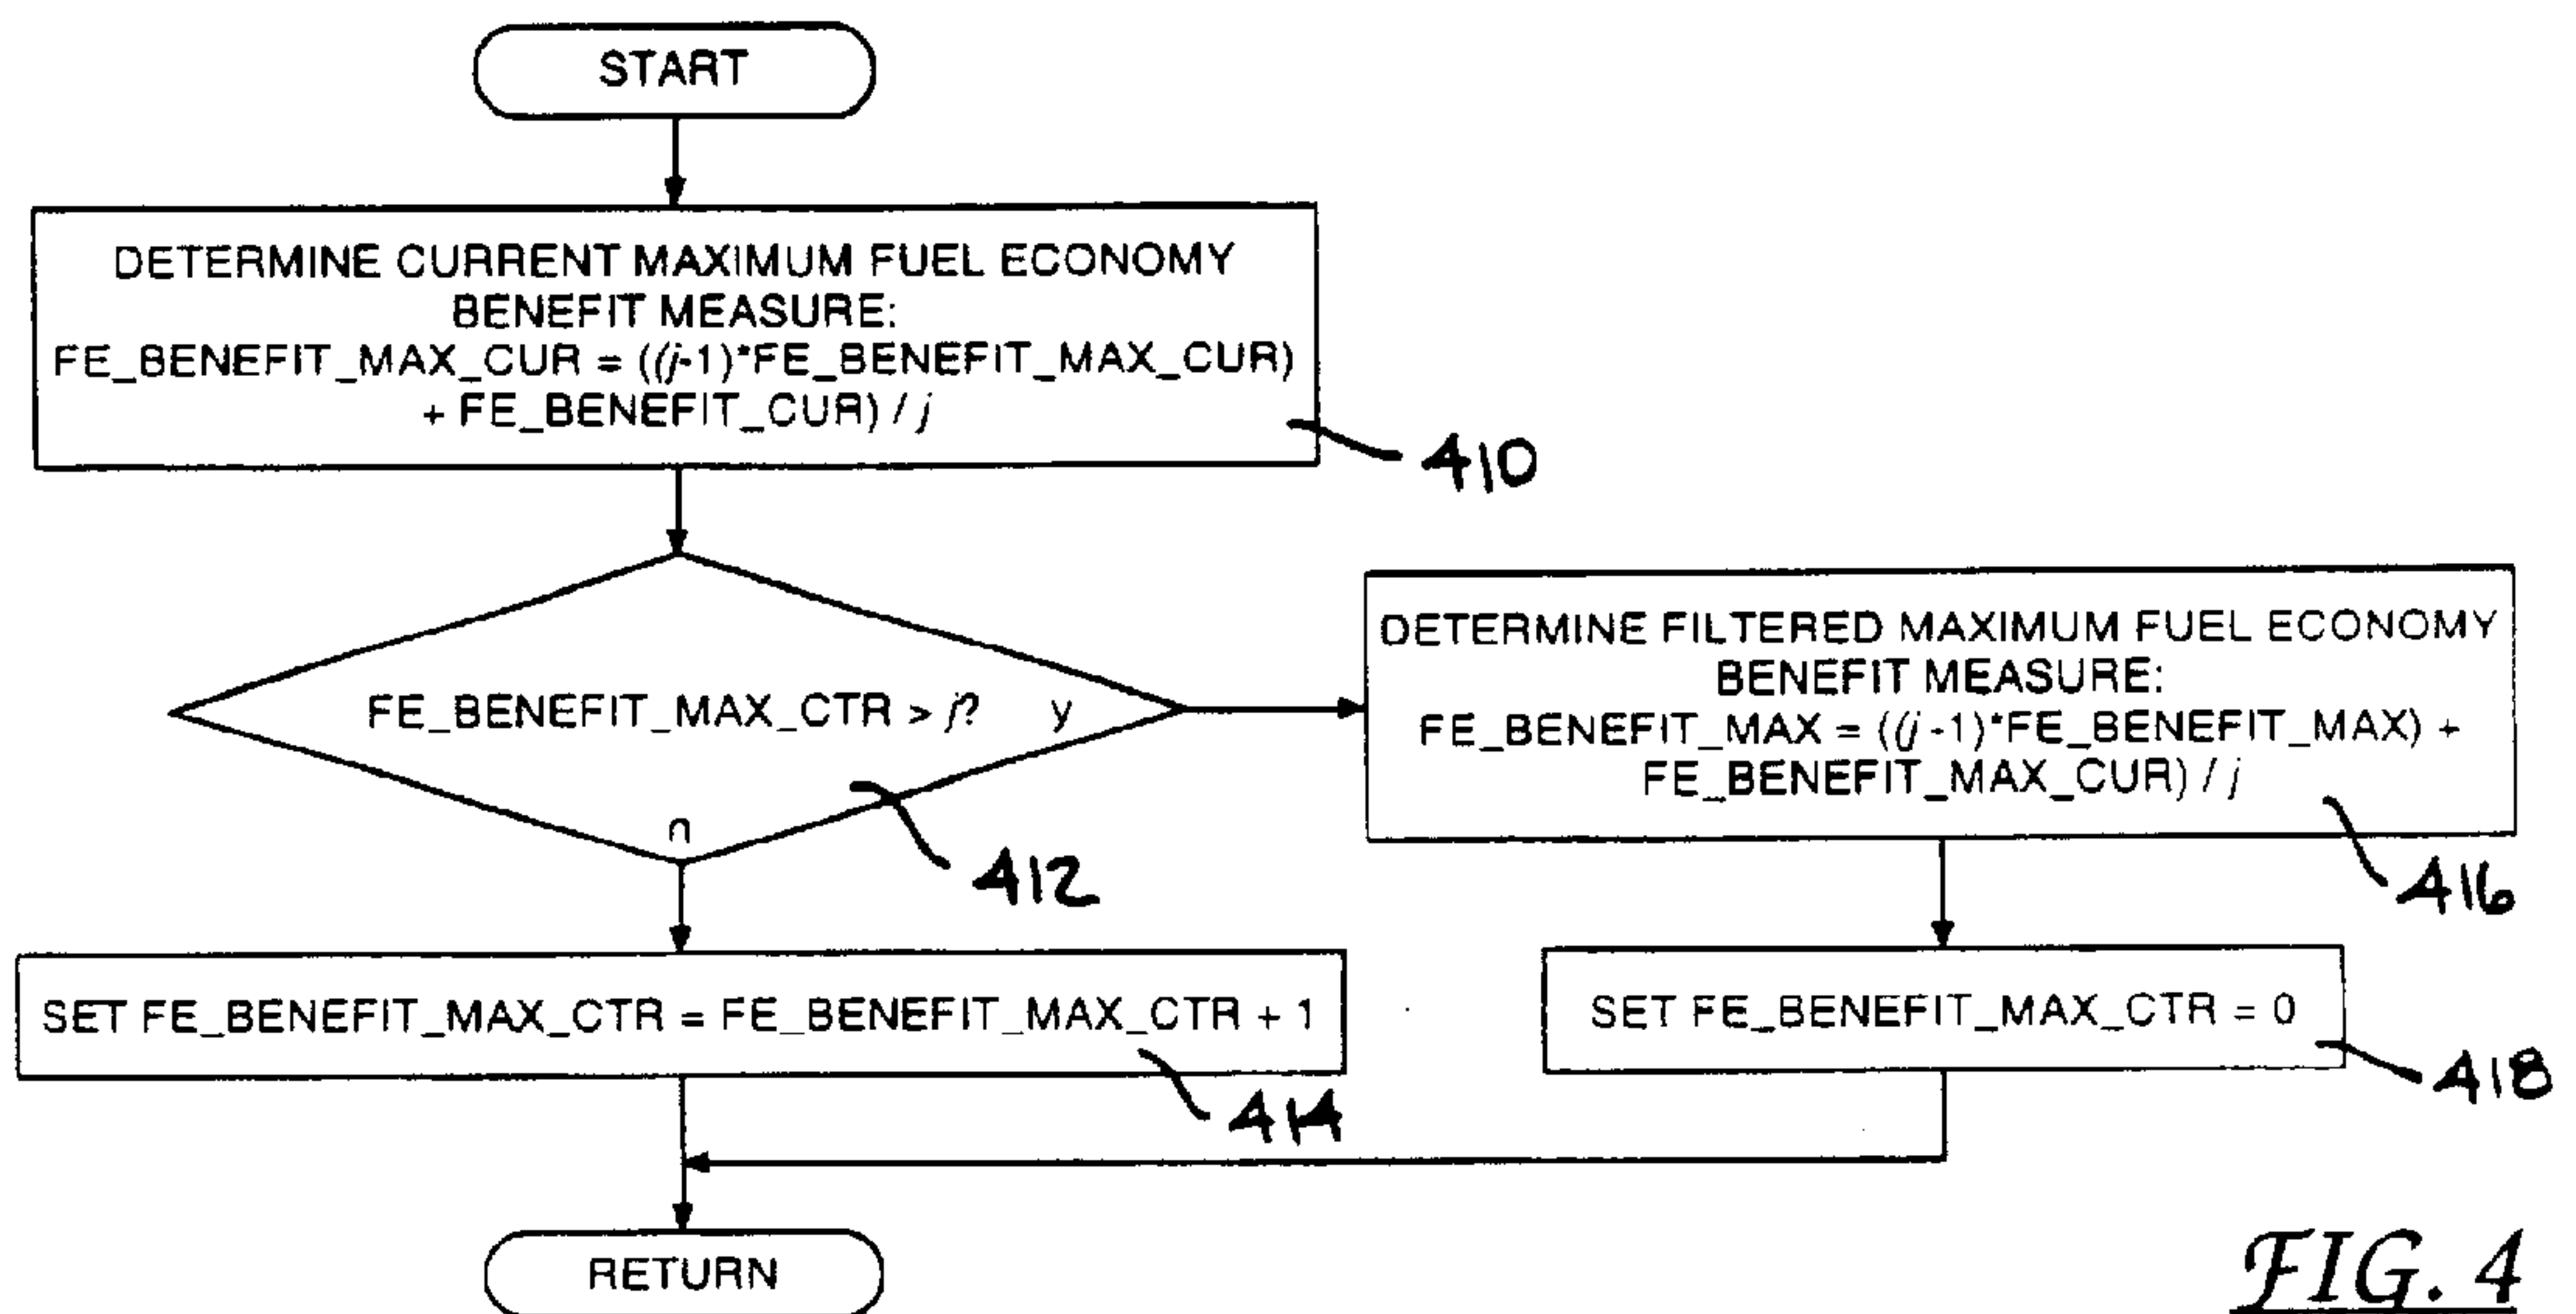 START
DETERMINE CURRENT MAXIMUM FUEL ECONOMY
BENEFIT MEASURE:
FE_BENEFIT_MAX_CUR = ((j-1)*FE_BENEFIT_MAX_CUR)
+ FE_BENEFIT_CUR) / j
410
FE_BENEFIT_MAX_CTR > j? y
n
412
DETERMINE FILTERED MAXIMUM FUEL ECONOMY
BENEFIT MEASURE:
FE_BENEFIT_MAX = ((j -1)*FE_BENEFIT_MAX) +
FE_BENEFIT_MAX_CUR) / j
416
SET FE_BENEFIT_MAX_CTR = FE_BENEFIT_MAX_CTR + 1
414
SET FE_BENEFIT_MAX_CTR = 0
418
RETURN
FIG. 4